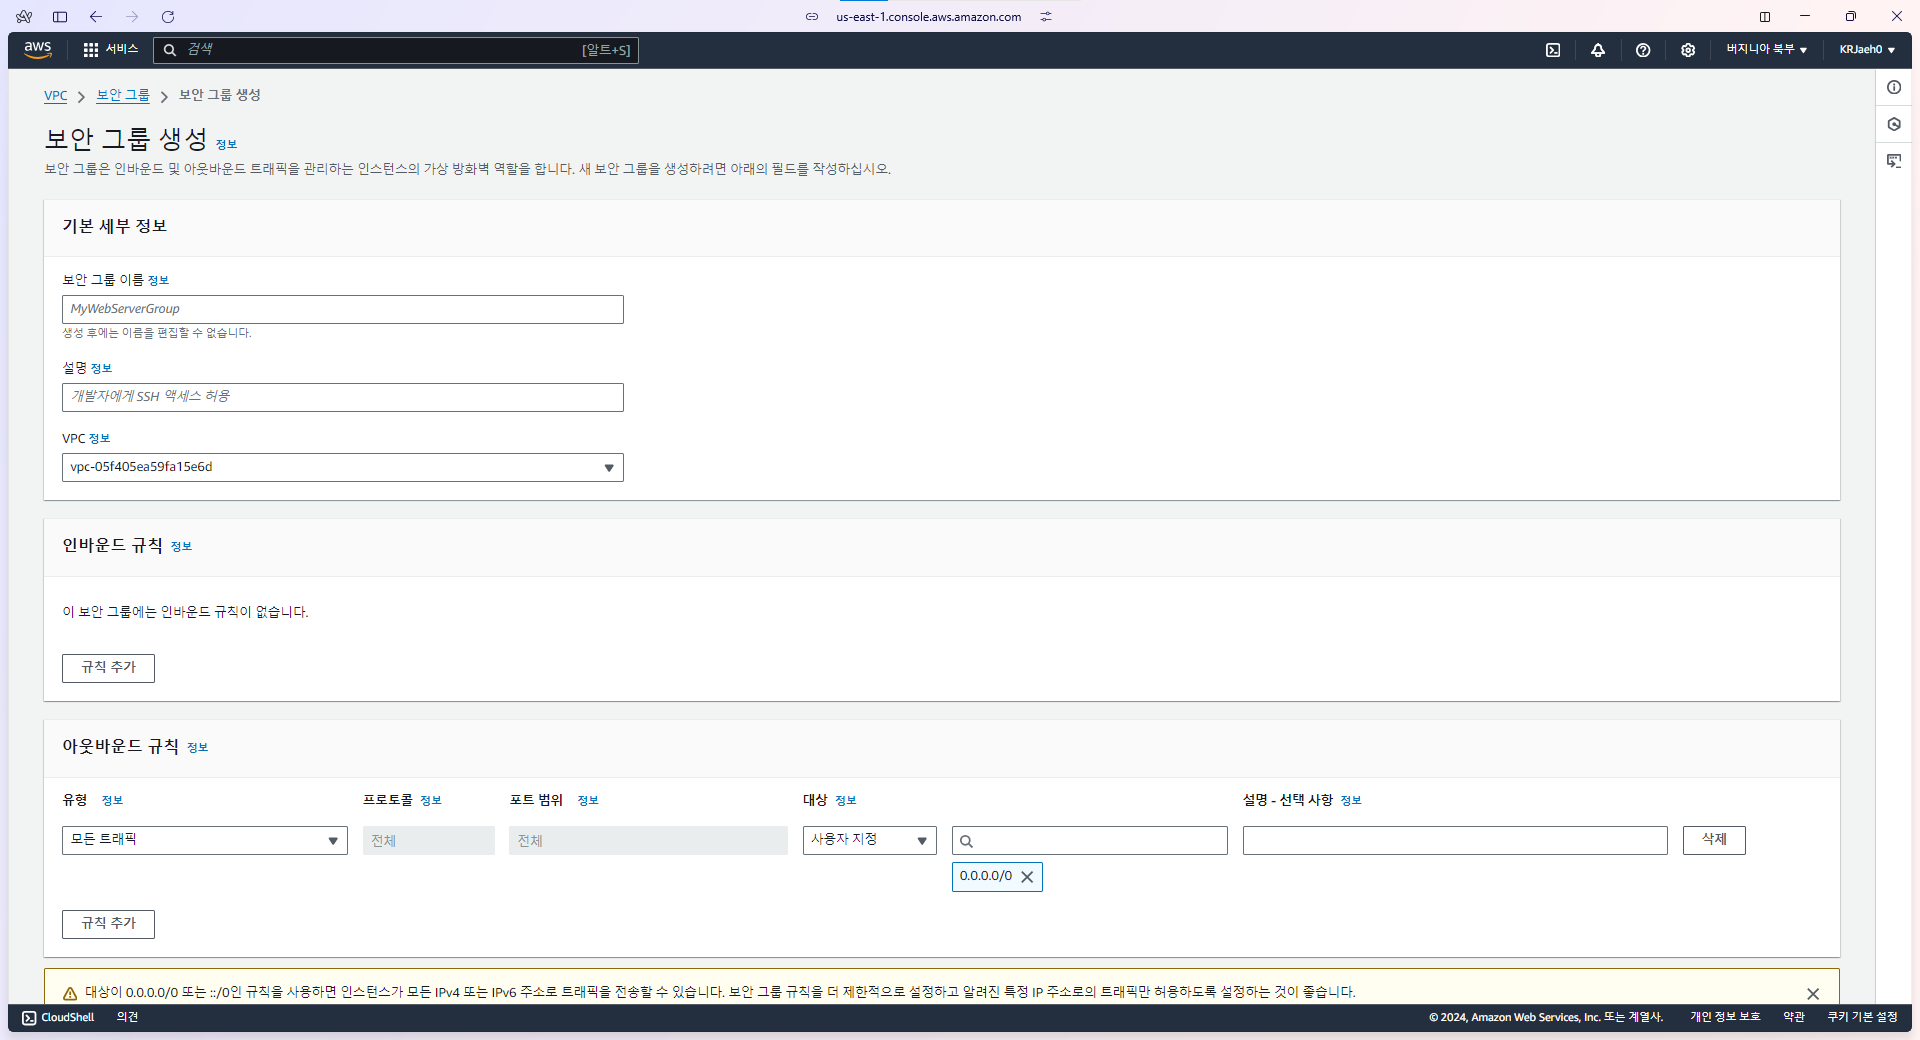 us-east-1.console.aws.amazon.com
aws 서비스 검색 [알트+S] 버지니아 북부 KRJaeh0
VPC 보안 그룹 보안 그룹 생성
보안 그룹 생성 정보
보안 그룹은 인바운드 및 아웃바운드 트래픽을 관리하는 인스턴스의 가상 방화벽 역할을 합니다. 새 보안 그룹을 생성하려면 아래의 필드를 작성하십시오.
기본 세부 정보
보안 그룹 이름 정보
MyWebServerGroup
생성 후에는 이름을 편집할 수 없습니다.
설명 정보
개발자에게 SSH 액세스 허용
VPC 정보
vpc-05f405ea59fa15e6d
인바운드 규칙 정보
이 보안 그룹에는 인바운드 규칙이 없습니다.
규칙 추가
아웃바운드 규칙 정보
유형 정보 프로토콜 정보 포트 범위 정보 대상 정보 설명 - 선택 사항 정보
모든 트래픽 전체 전체 사용자 지정 삭제
0.0.0.0/0
규칙 추가
대상이 0.0.0.0/0 또는 ::/0인 규칙을 사용하면 인스턴스가 모든 IPv4 또는 IPv6 주소로 트래픽을 전송할 수 있습니다. 보안 그룹 규칙을 더 제한적으로 설정하고 알려진 특정 IP 주소로의 트래픽만 허용하도록 설정하는 것이 좋습니다.
CloudShell 의견 © 2024, Amazon Web Services, Inc. 또는 계열사. 개인 정보 보호 약관 쿠키 기본 설정